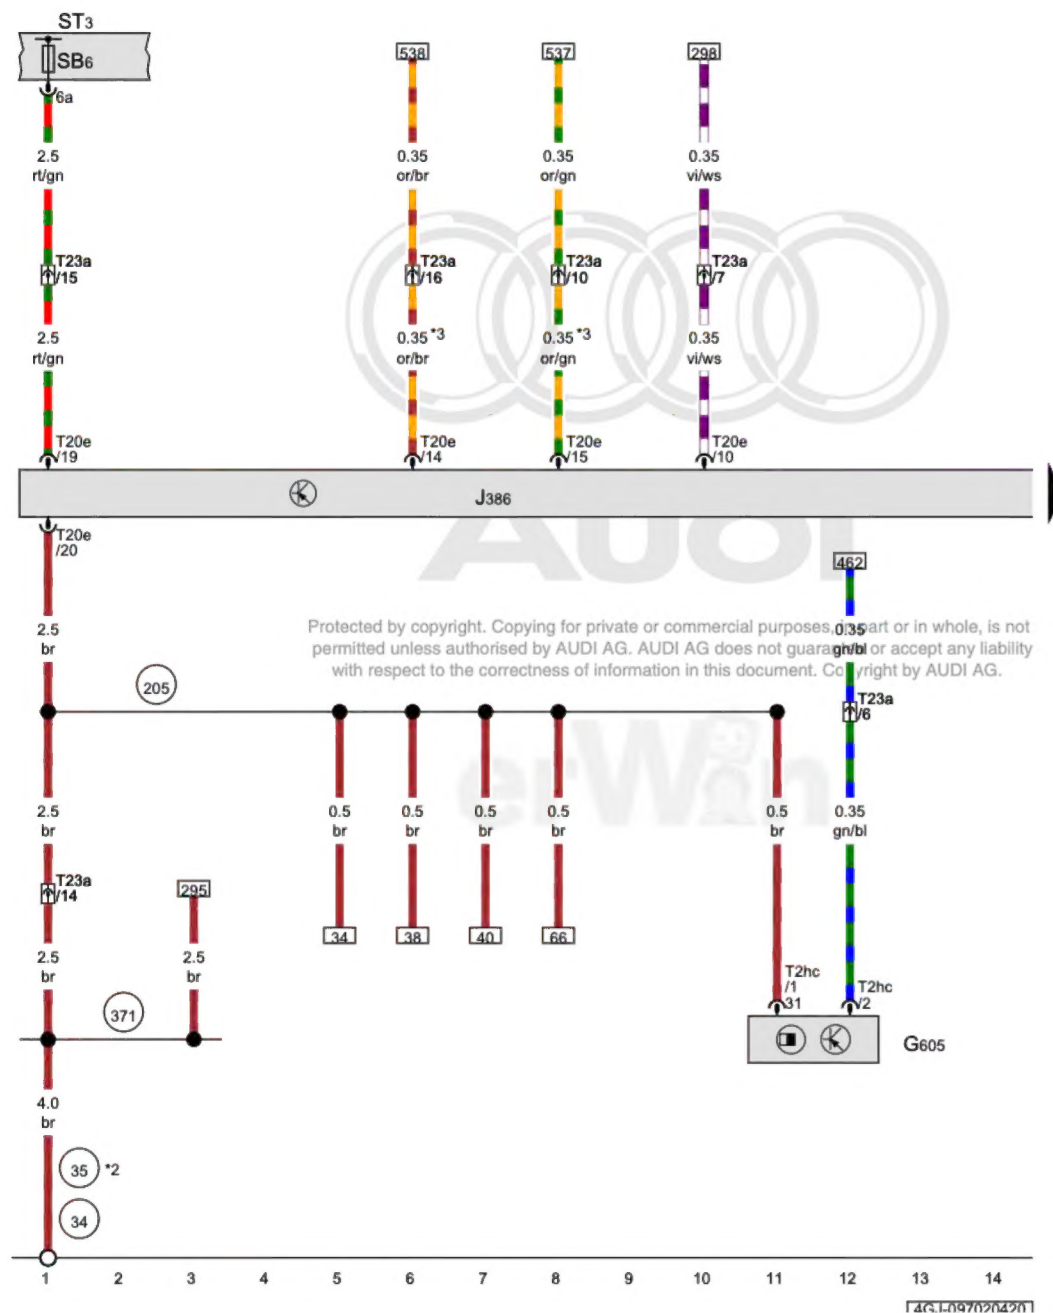 ST3
SB6
6a
538
537
298
2.5
rt/gn
0.35
or/br
0.35
or/gn
0.35
vi/ws
T23a
/15
T23a
/16
T23a
/10
T23a
/7
2.5
rt/gn
0.35 *3
or/br
0.35 *3
or/gn
0.35
vi/ws
T20e
/19
T20e
/14
T20e
/15
T20e
/10
J386
Audi
T20e
/20
462
2.5
br
0.35
gn/bl
Protected by copyright. Copying for private or commercial purposes, in part or in whole, is not
permitted unless authorised by AUDI AG. AUDI AG does not guarantee or accept any liability
with respect to the correctness of information in this document. Copyright by AUDI AG.
205
T23a
/6
erWin
2.5
br
0.5
br
0.5
br
0.5
br
0.5
br
0.5
br
0.35
gn/bl
T23a
/14
295
34
38
40
66
2.5
br
2.5
br
T2hc
/1
31
T2hc
/2
371
G605
4.0
br
35 *2
34
1 2 3 4 5 6 7 8 9 10 11 12 13 14
4GJ-097020420